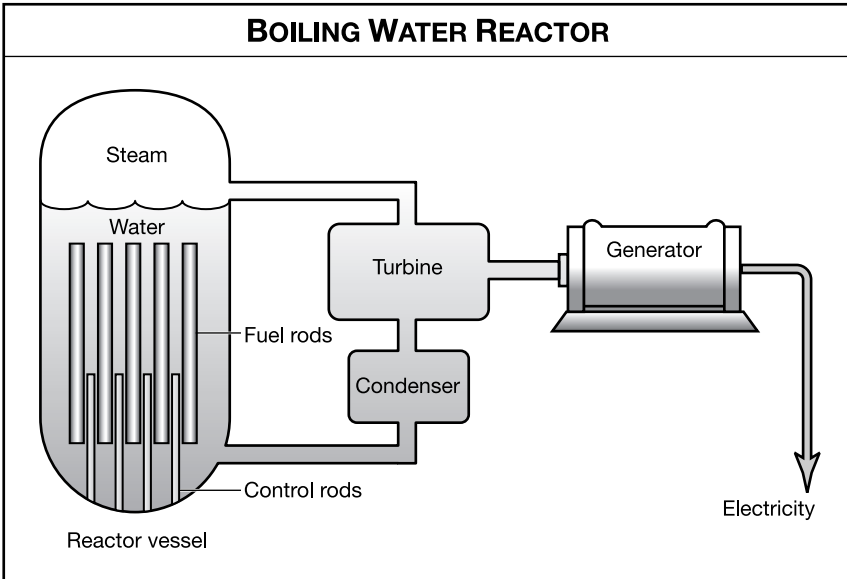 BOILING WATER REACTOR
Steam
Water
Turbine
Generator
Fuel rods
Condenser
Control rods
Electricity
Reactor vessel